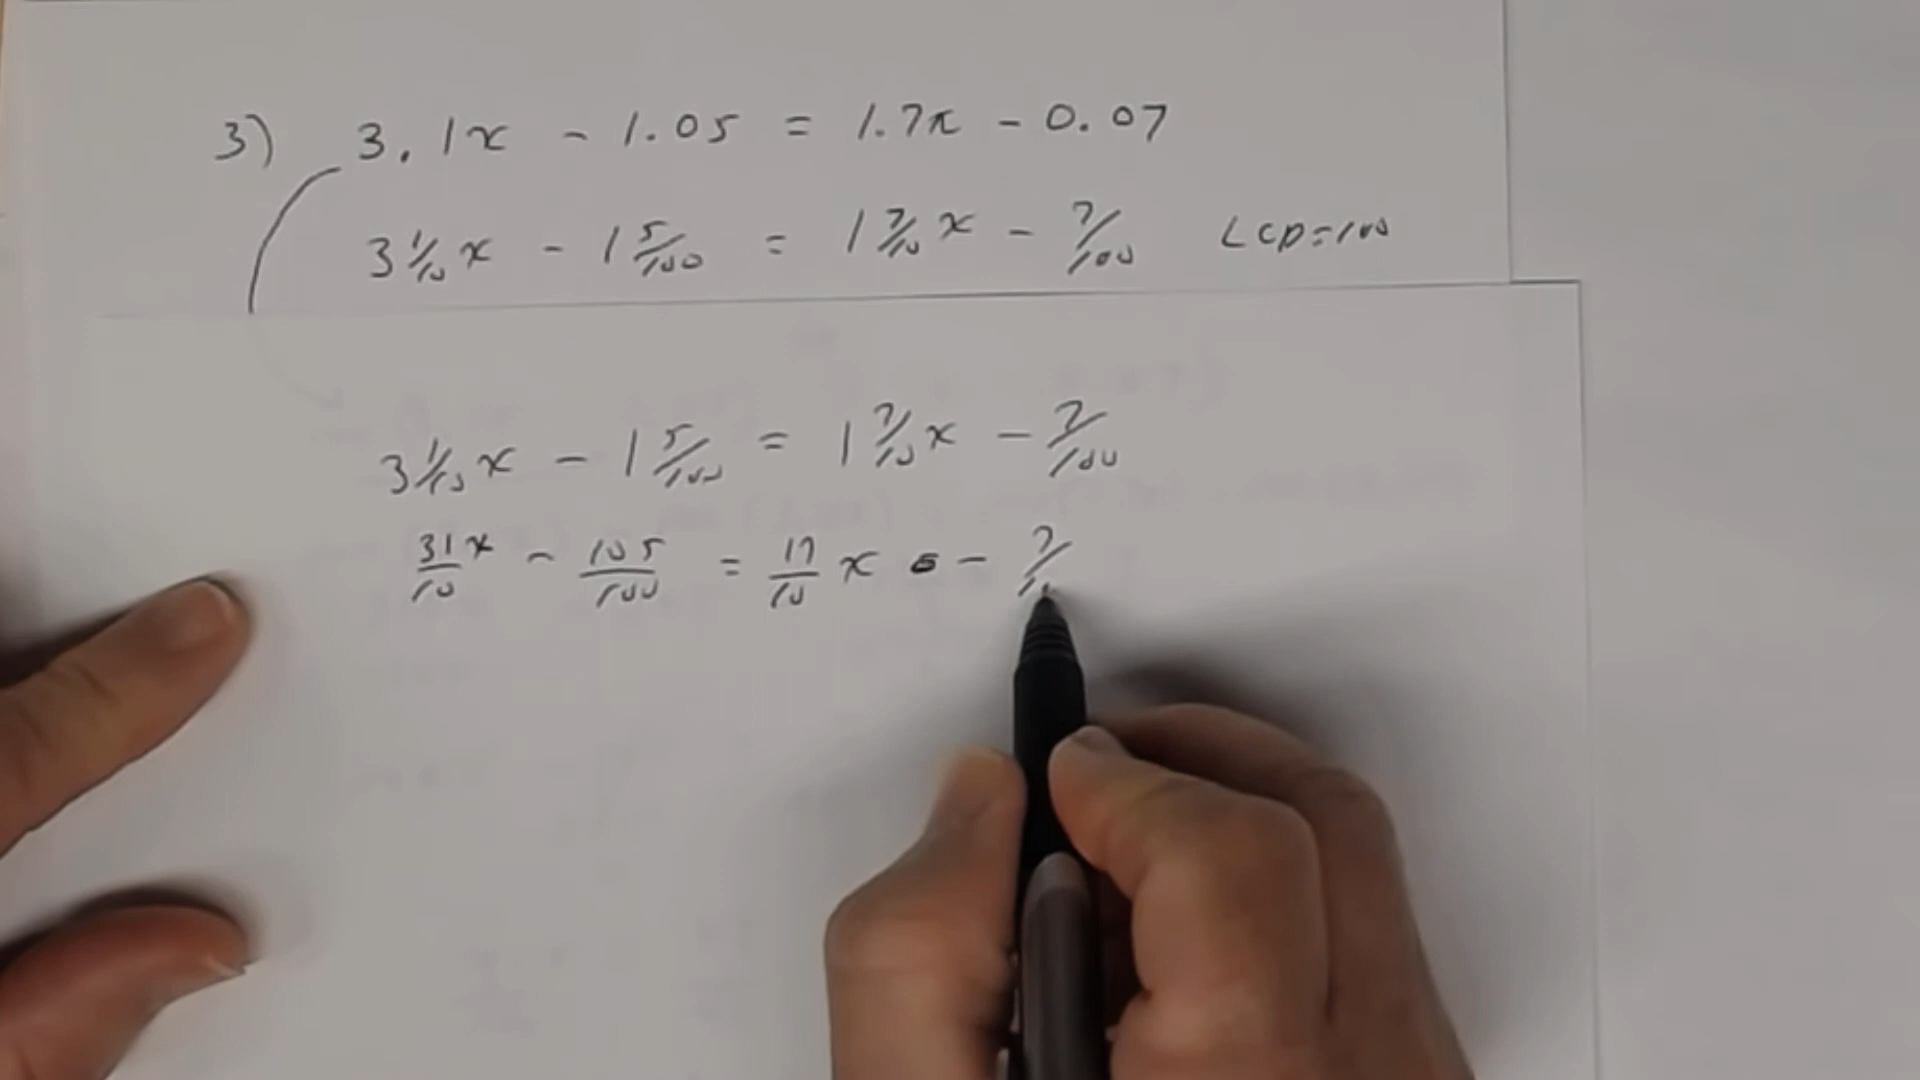 3) 3.1x - 1.05 = 1.7x - 0.07
3 1/10 x - 1 5/100 = 1 7/10 x - 7/100 LCD=100
3 1/10 x - 1 5/100 = 1 7/10 x - 7/100
31/10 x - 105/100 = 17/10 x - 7/10